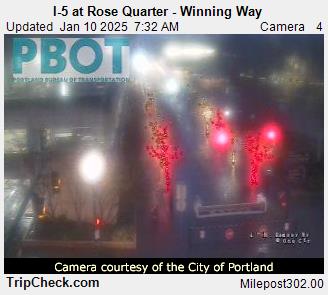 I-5 at Rose Quarter - Winning Way
Updated Jan 10 2025 7:32 AM Camera 4
PBOT
PORTLAND BUREAU OF TRANSPORTATION
Camera courtesy of the City of Portland
TripCheck.com Milepost302.00